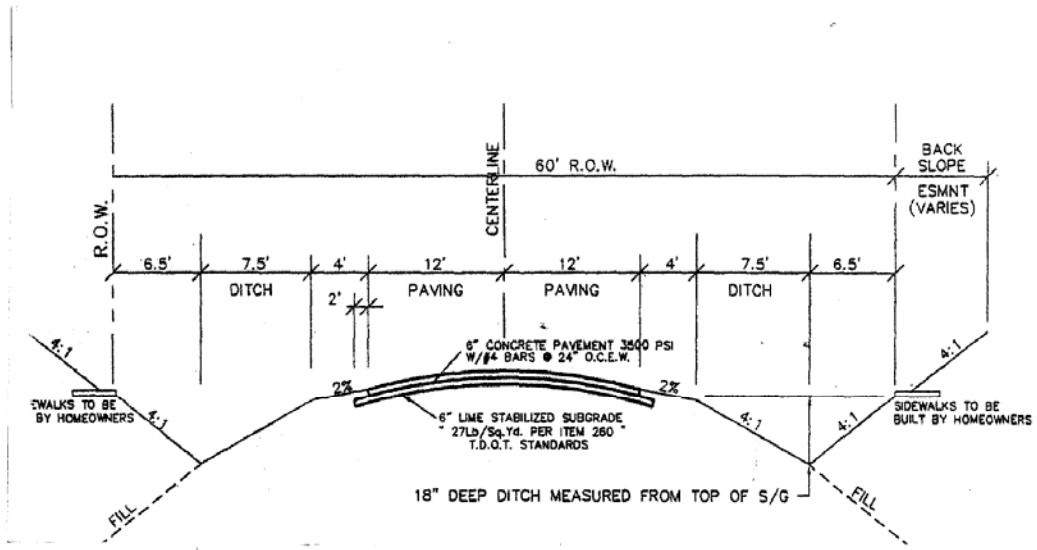 BACK
SLOPE
60' R.O.W.
ESMNT
(VARIES)
CENTERLINE
R.O.W.
6.5'
7.5'
4'
12'
12'
4'
7.5'
6.5'
DITCH
PAVING
PAVING
DITCH
2'
4:1
4:1
6" CONCRETE PAVEMENT 3500 PSI
W/#4 BARS @ 24" O.C.E.W.
2%
2%
EWALKS TO BE
BY HOMEOWNERS
4:1
6" LIME STABILIZED SUBGRADE
27Lb/Sq.Yd. PER ITEM 260
T.D.O.T. STANDARDS
4:1
4:1
SIDEWALKS TO BE
BUILT BY HOMEOWNERS
18" DEEP DITCH MEASURED FROM TOP OF S/G
FILL
FILL